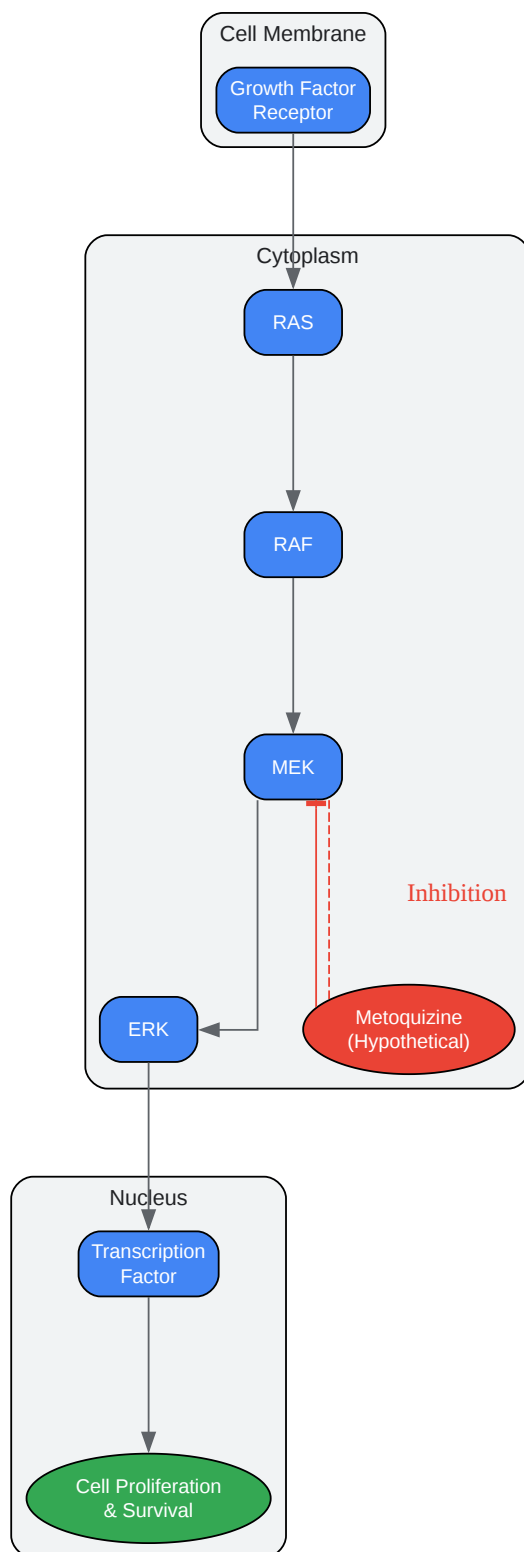 Cell Membrane
Growth Factor
Receptor
Cytoplasm
RAS
RAF
MEK
Inhibition
ERK
Metoquizine
(Hypothetical)
Nucleus
Transcription
Factor
Cell Proliferation
& Survival